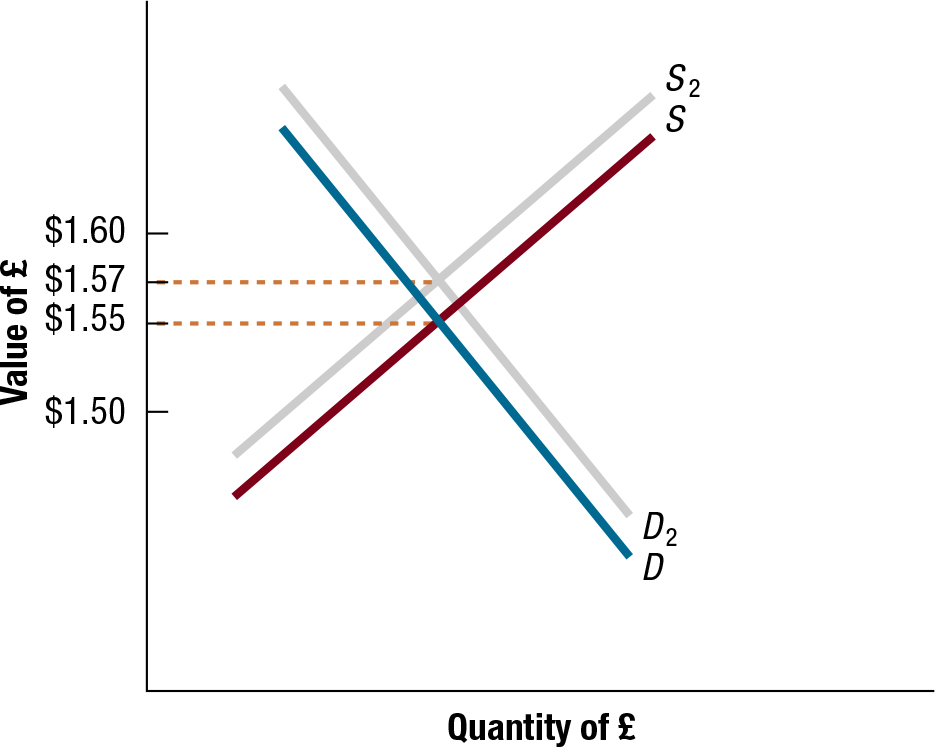 S2
S
$1.60
$1.57
$1.55
$1.50
Value of £
D2
D
Quantity of £